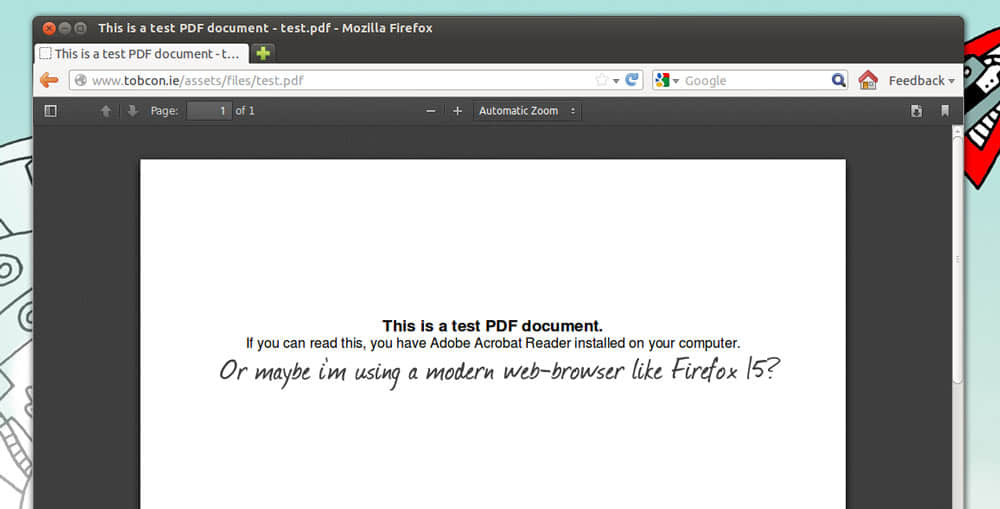 This is a test PDF document - test.pdf - Mozilla Firefox
This is a test PDF document - t...
www.tobcon.ie/assets/files/test.pdf
Google
Feedback
Page: 1 of 1
Automatic Zoom
This is a test PDF document.
If you can read this, you have Adobe Acrobat Reader installed on your computer.
Or maybe i'm using a modern web-browser like Firefox 15?